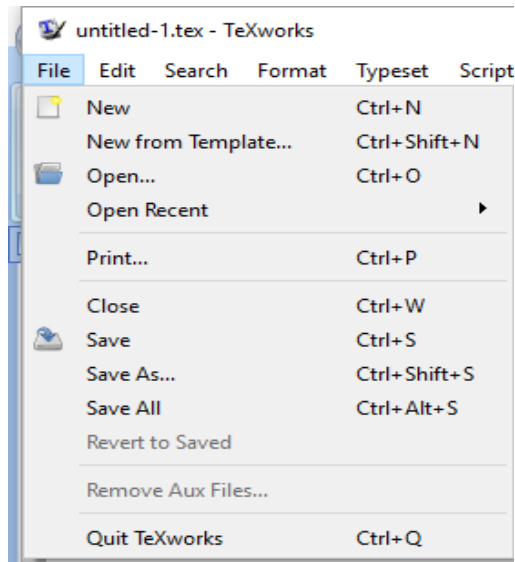 untitled-1.tex - TeXworks
File Edit Search Format Typeset Script
New Ctrl+N
New from Template... Ctrl+Shift+N
Open... Ctrl+O
Open Recent
Print... Ctrl+P
Close Ctrl+W
Save Ctrl+S
Save As... Ctrl+Shift+S
Save All Ctrl+Alt+S
Revert to Saved
Remove Aux Files...
Quit TeXworks Ctrl+Q